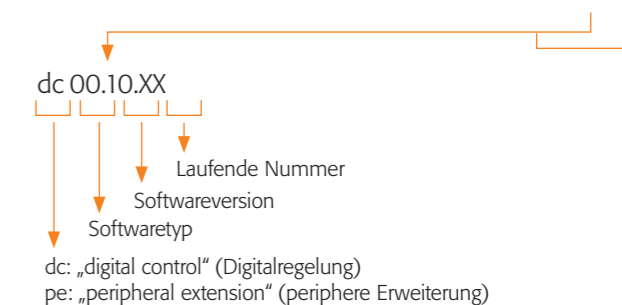 dc 00.10.XX
Laufende Nummer
Softwareversion
Softwaretyp
dc: „digital control“ (Digitalregelung)
pe: „peripheral extension“ (periphere Erweiterung)